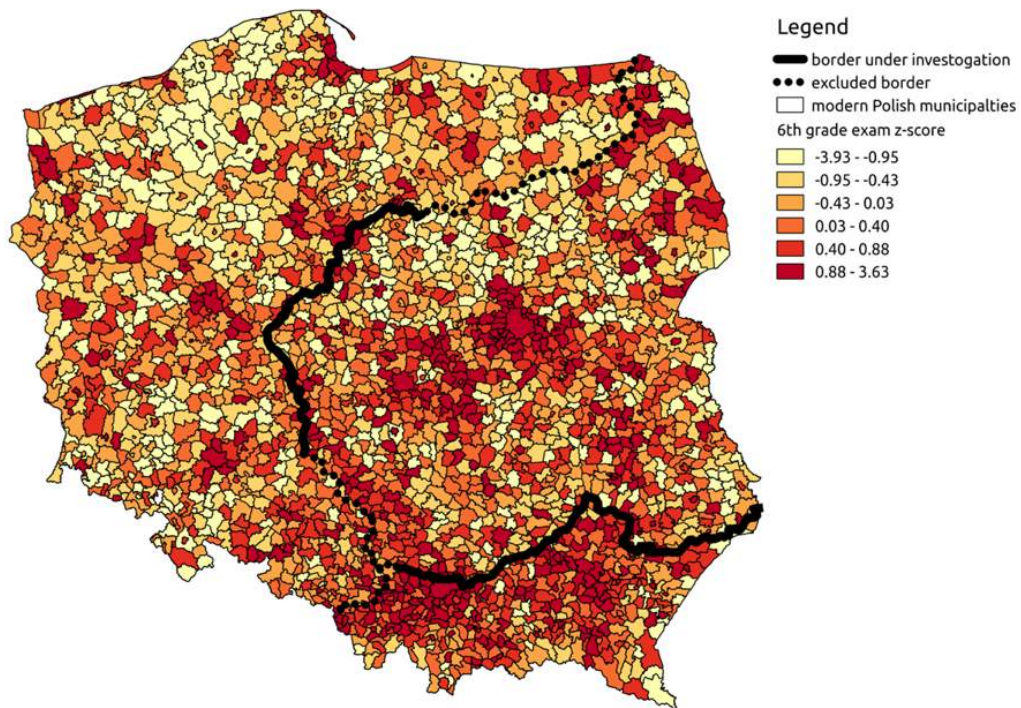 Legend
border under investogation
excluded border
modern Polish municipalties
6th grade exam z-score
-3.93 - -0.95
-0.95 - -0.43
-0.43 - 0.03
0.03 - 0.40
0.40 - 0.88
0.88 - 3.63